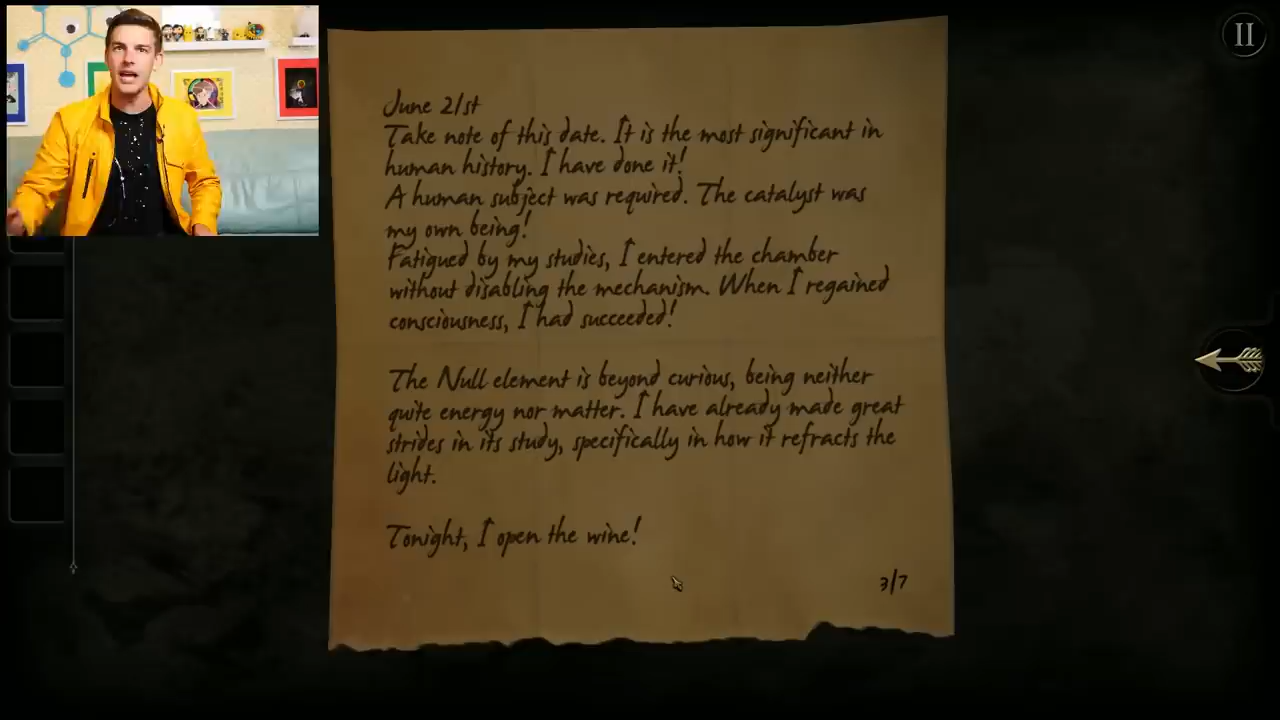 June 21st
Take note of this date. It is the most significant in
human history. I have done it!
A human subject was required. The catalyst was
my own being!
Fatigued by my studies, I entered the chamber
without disabling the mechanism. When I regained
consciousness, I had succeeded!
The Null element is beyond curious, being neither
quite energy nor matter. I have already made great
strides in its study, specifically in how it refracts the
light.
Tonight, I open the wine!
3/7